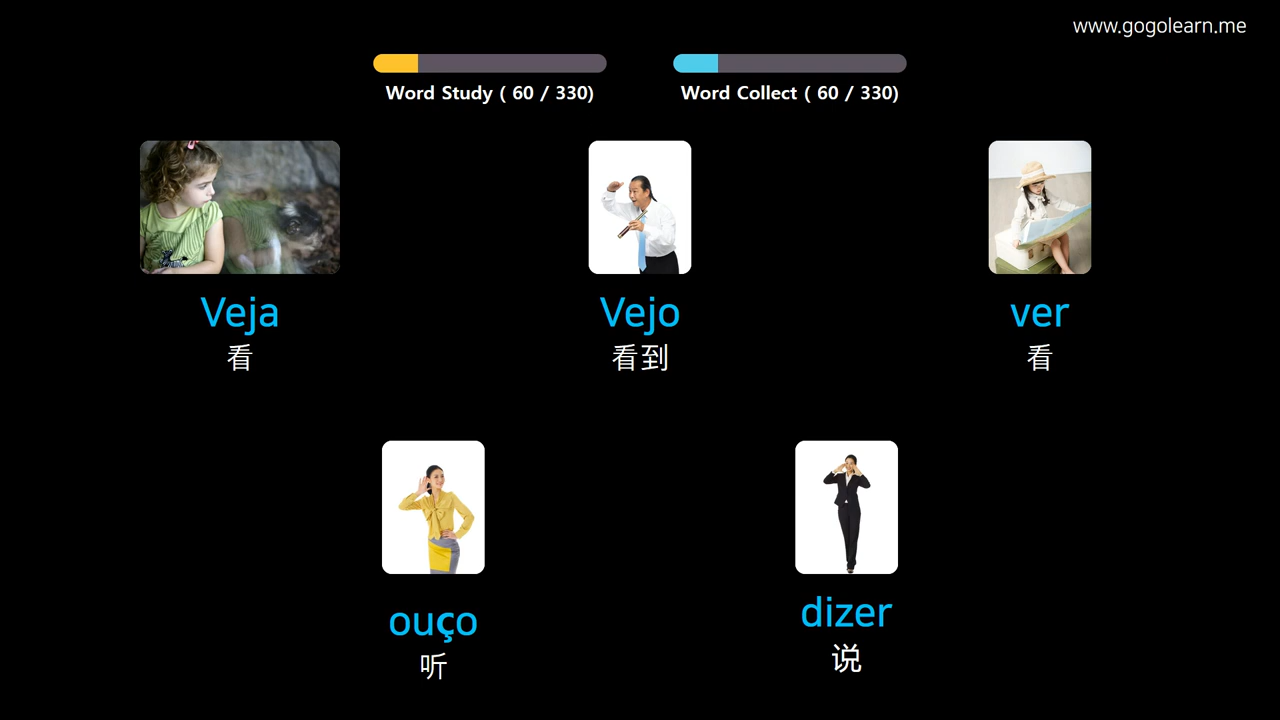 www.gogolearn.me
Word Study ( 60 / 330)
Word Collect ( 60 / 330)
Veja
看
Vejo
看到
ver
看
ouço
听
dizer
说